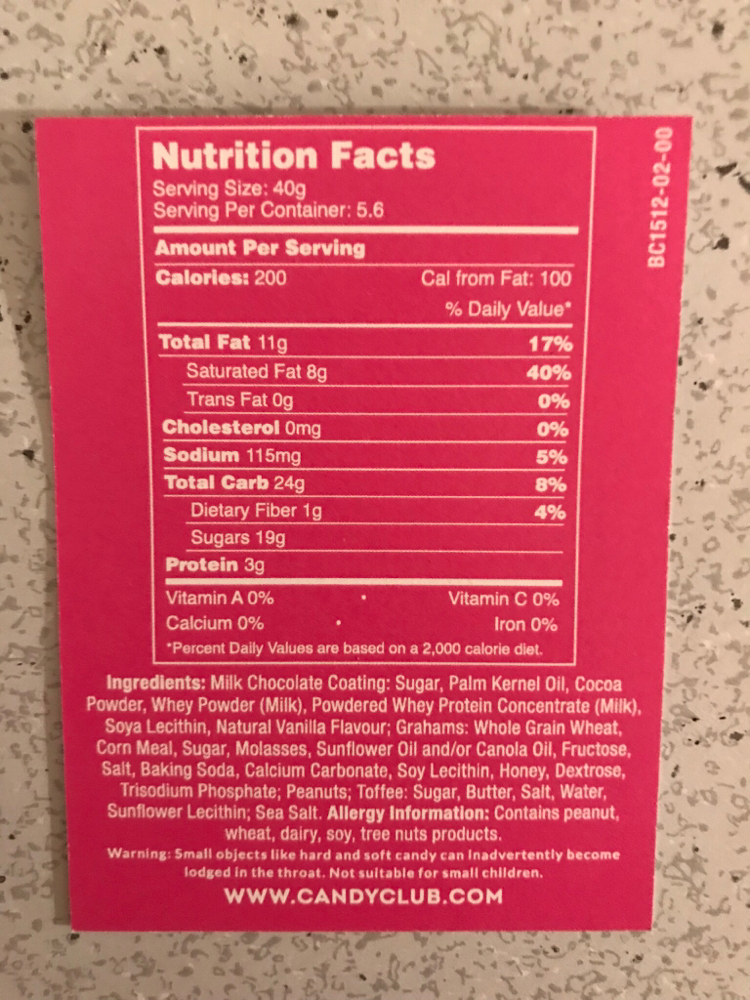 Nutrition Facts
Serving Size: 40g
Serving Per Container: 5.6
Amount Per Serving
Calories: 200 Cal from Fat: 100
% Daily Value*
Total Fat 11g 17%
Saturated Fat 8g 40%
Trans Fat 0g 0%
Cholesterol 0mg 0%
Sodium 115mg 5%
Total Carb 24g 8%
Dietary Fiber 1g 4%
Sugars 19g
Protein 3g
Vitamin A 0% • Vitamin C 0%
Calcium 0% • Iron 0%
*Percent Daily Values are based on a 2,000 calorie diet.
Ingredients: Milk Chocolate Coating: Sugar, Palm Kernel Oil, Cocoa
Powder, Whey Powder (Milk), Powdered Whey Protein Concentrate (Milk),
Soya Lecithin, Natural Vanilla Flavour; Grahams: Whole Grain Wheat,
Corn Meal, Sugar, Molasses, Sunflower Oil and/or Canola Oil, Fructose,
Salt, Baking Soda, Calcium Carbonate, Soy Lecithin, Honey, Dextrose,
Trisodium Phosphate; Peanuts; Toffee: Sugar, Butter, Salt, Water,
Sunflower Lecithin; Sea Salt. Allergy Information: Contains peanut,
wheat, dairy, soy, tree nuts products.
Warning: Small objects like hard and soft candy can inadvertently become
lodged in the throat. Not suitable for small children.
WWW.CANDYCLUB.COM
BC1512-02-00